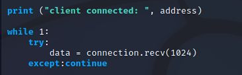 print ("client connected: ", address)
while 1:
    try:
        data = connection.recv(1024)
    except:continue